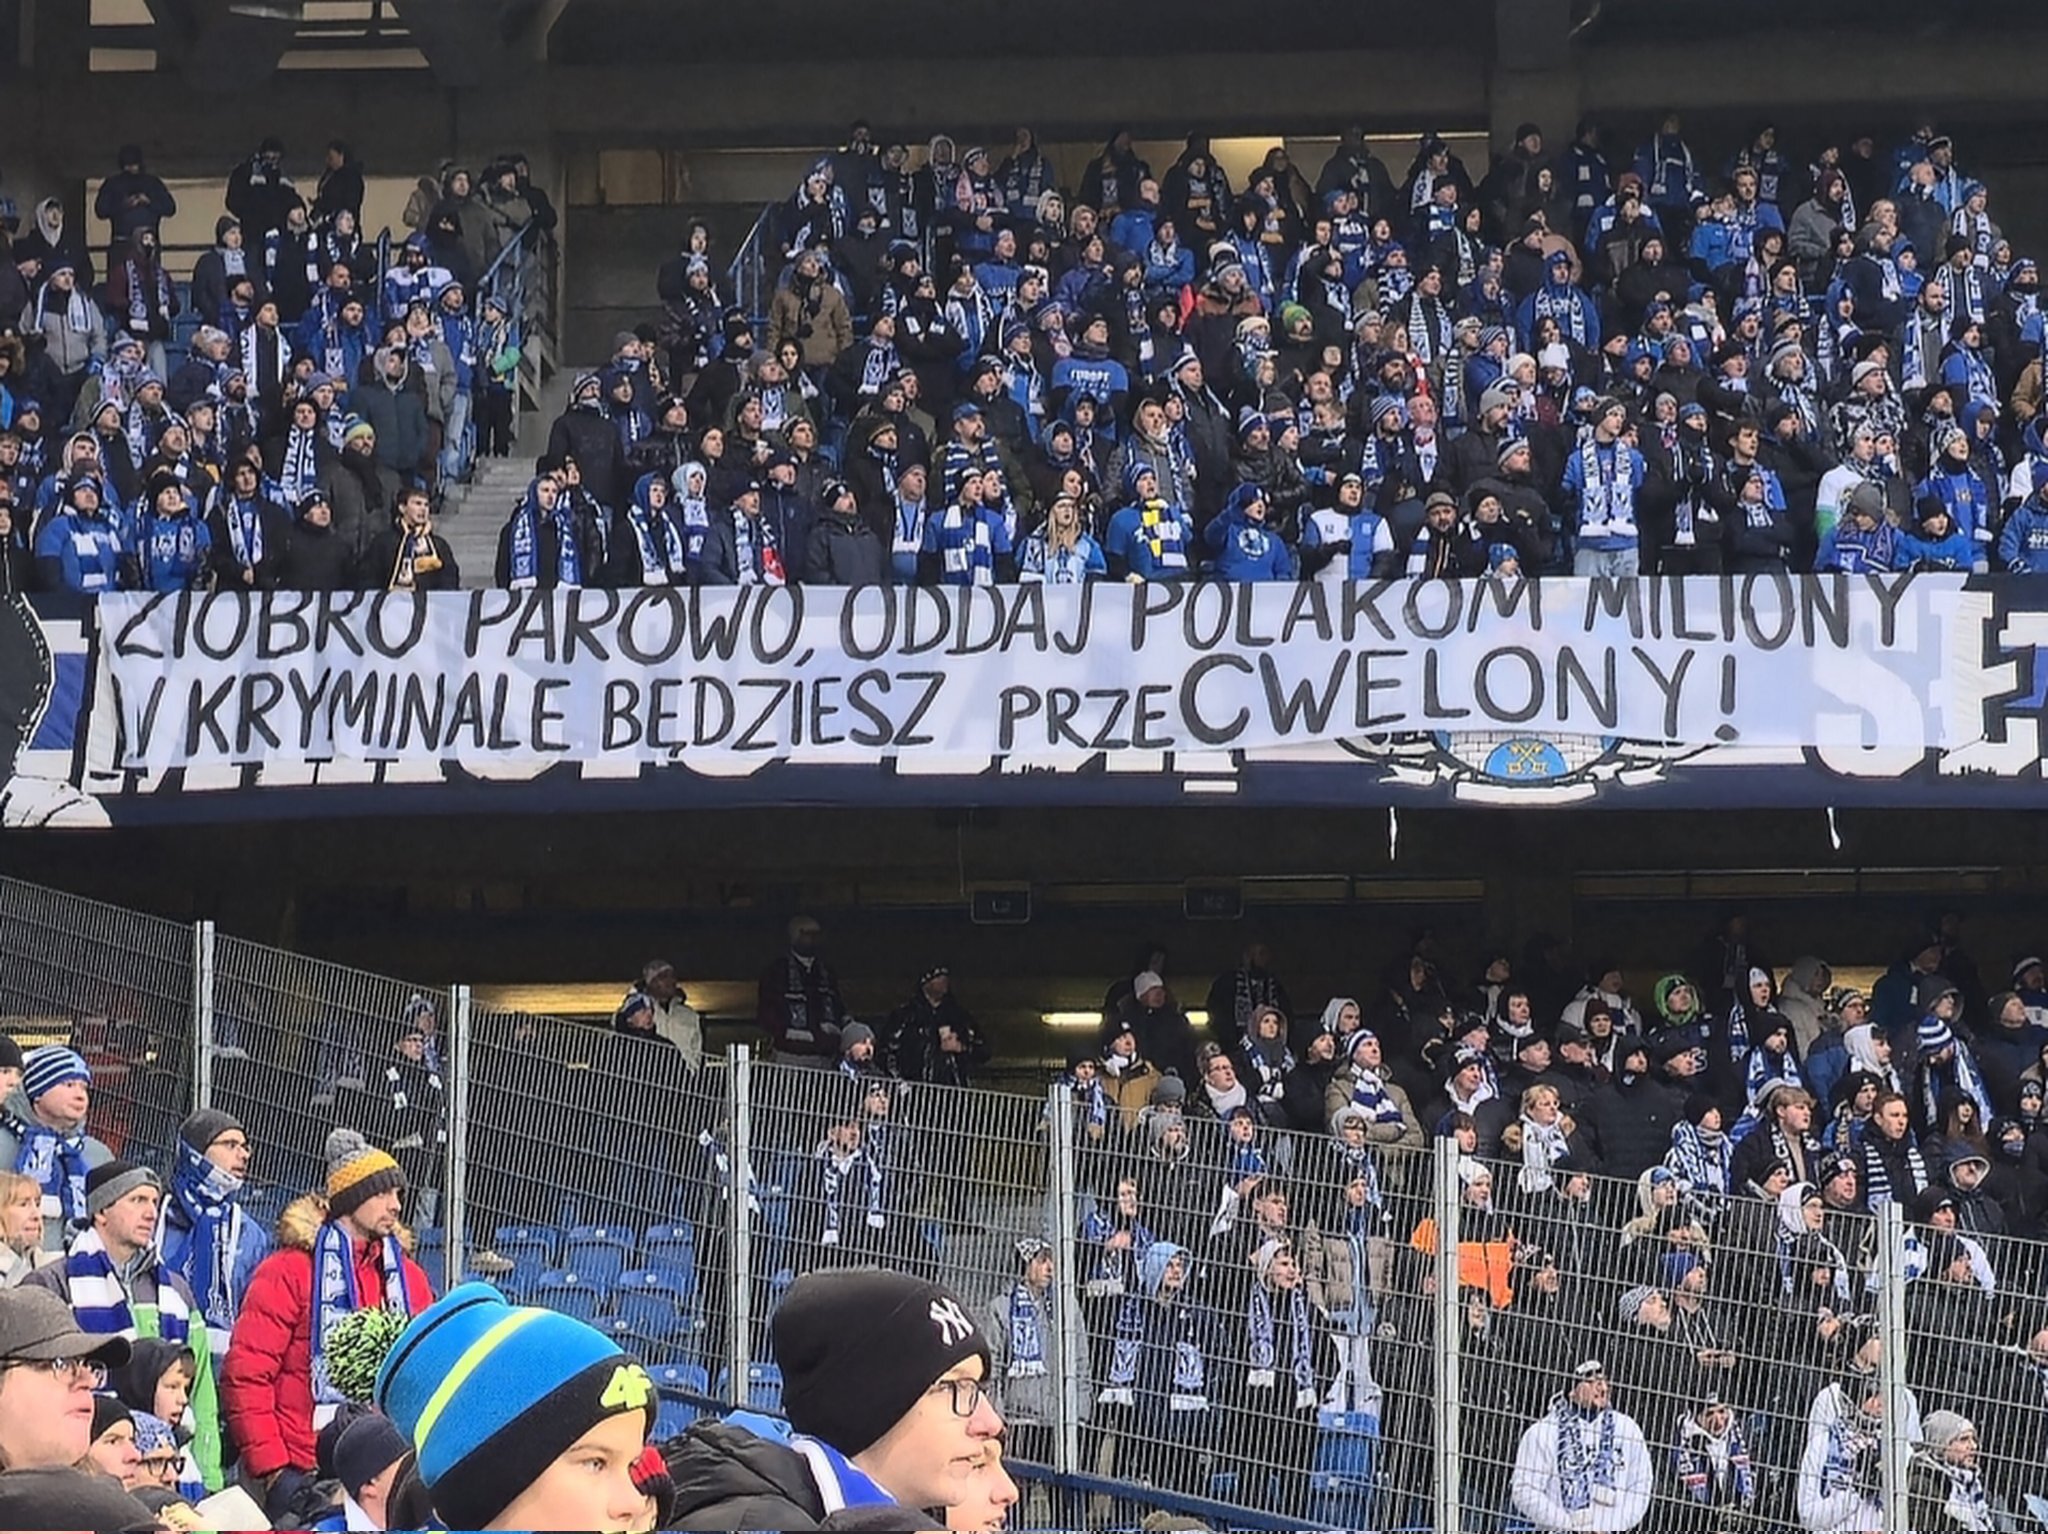 ZIOBRO PAROWO, ODDAJ POLAKOM MILIONY
W KRYMINALE BĘDZIESZ PRZECWELONY!